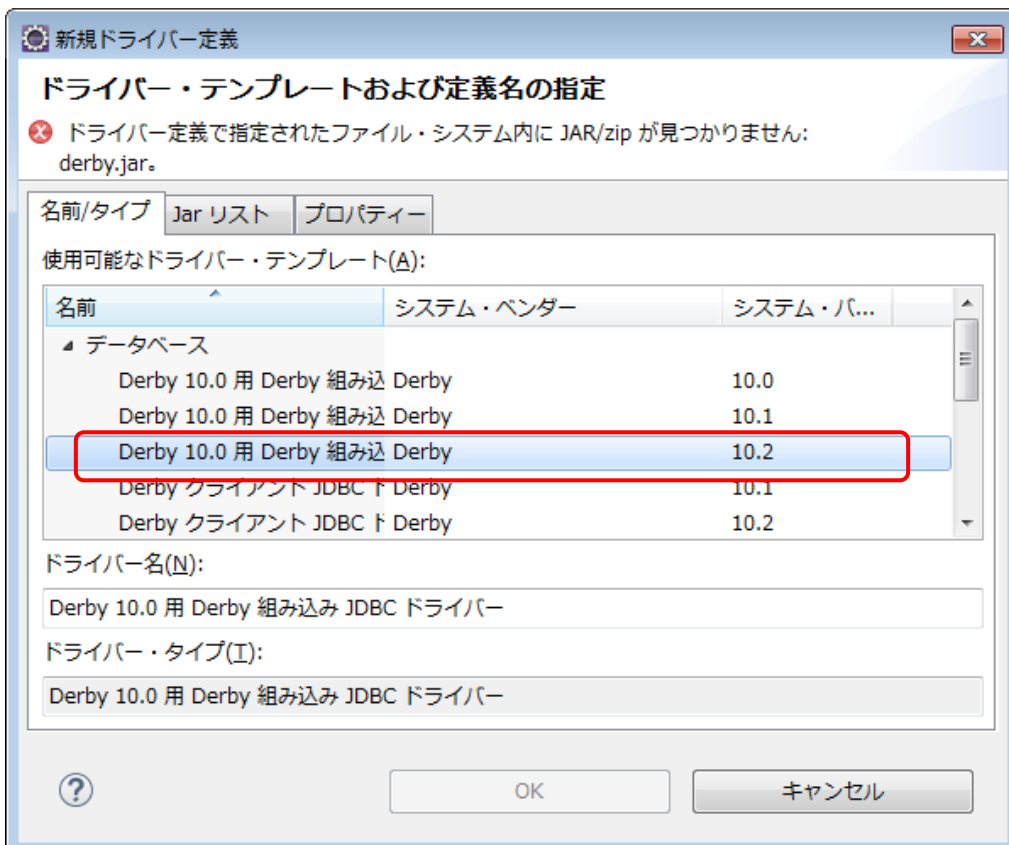 新規ドライバー定義
ドライバー・テンプレートおよび定義名の指定
ドライバー定義で指定されたファイル・システム内に JAR/zip が見つかりません:
derby.jar。
名前/タイプ Jar リスト プロパティー
使用可能なドライバー・テンプレート(A):
名前 システム・ベンダー システム・バ...
データベース
Derby 10.0 用 Derby 組み込 Derby 10.0
Derby 10.0 用 Derby 組み込 Derby 10.1
Derby 10.0 用 Derby 組み込 Derby 10.2
Derby クライアント JDBC ド Derby 10.1
Derby クライアント JDBC ド Derby 10.2
ドライバー名(N):
Derby 10.0 用 Derby 組み込み JDBC ドライバー
ドライバー・タイプ(T):
Derby 10.0 用 Derby 組み込み JDBC ドライバー
? OK キャンセル